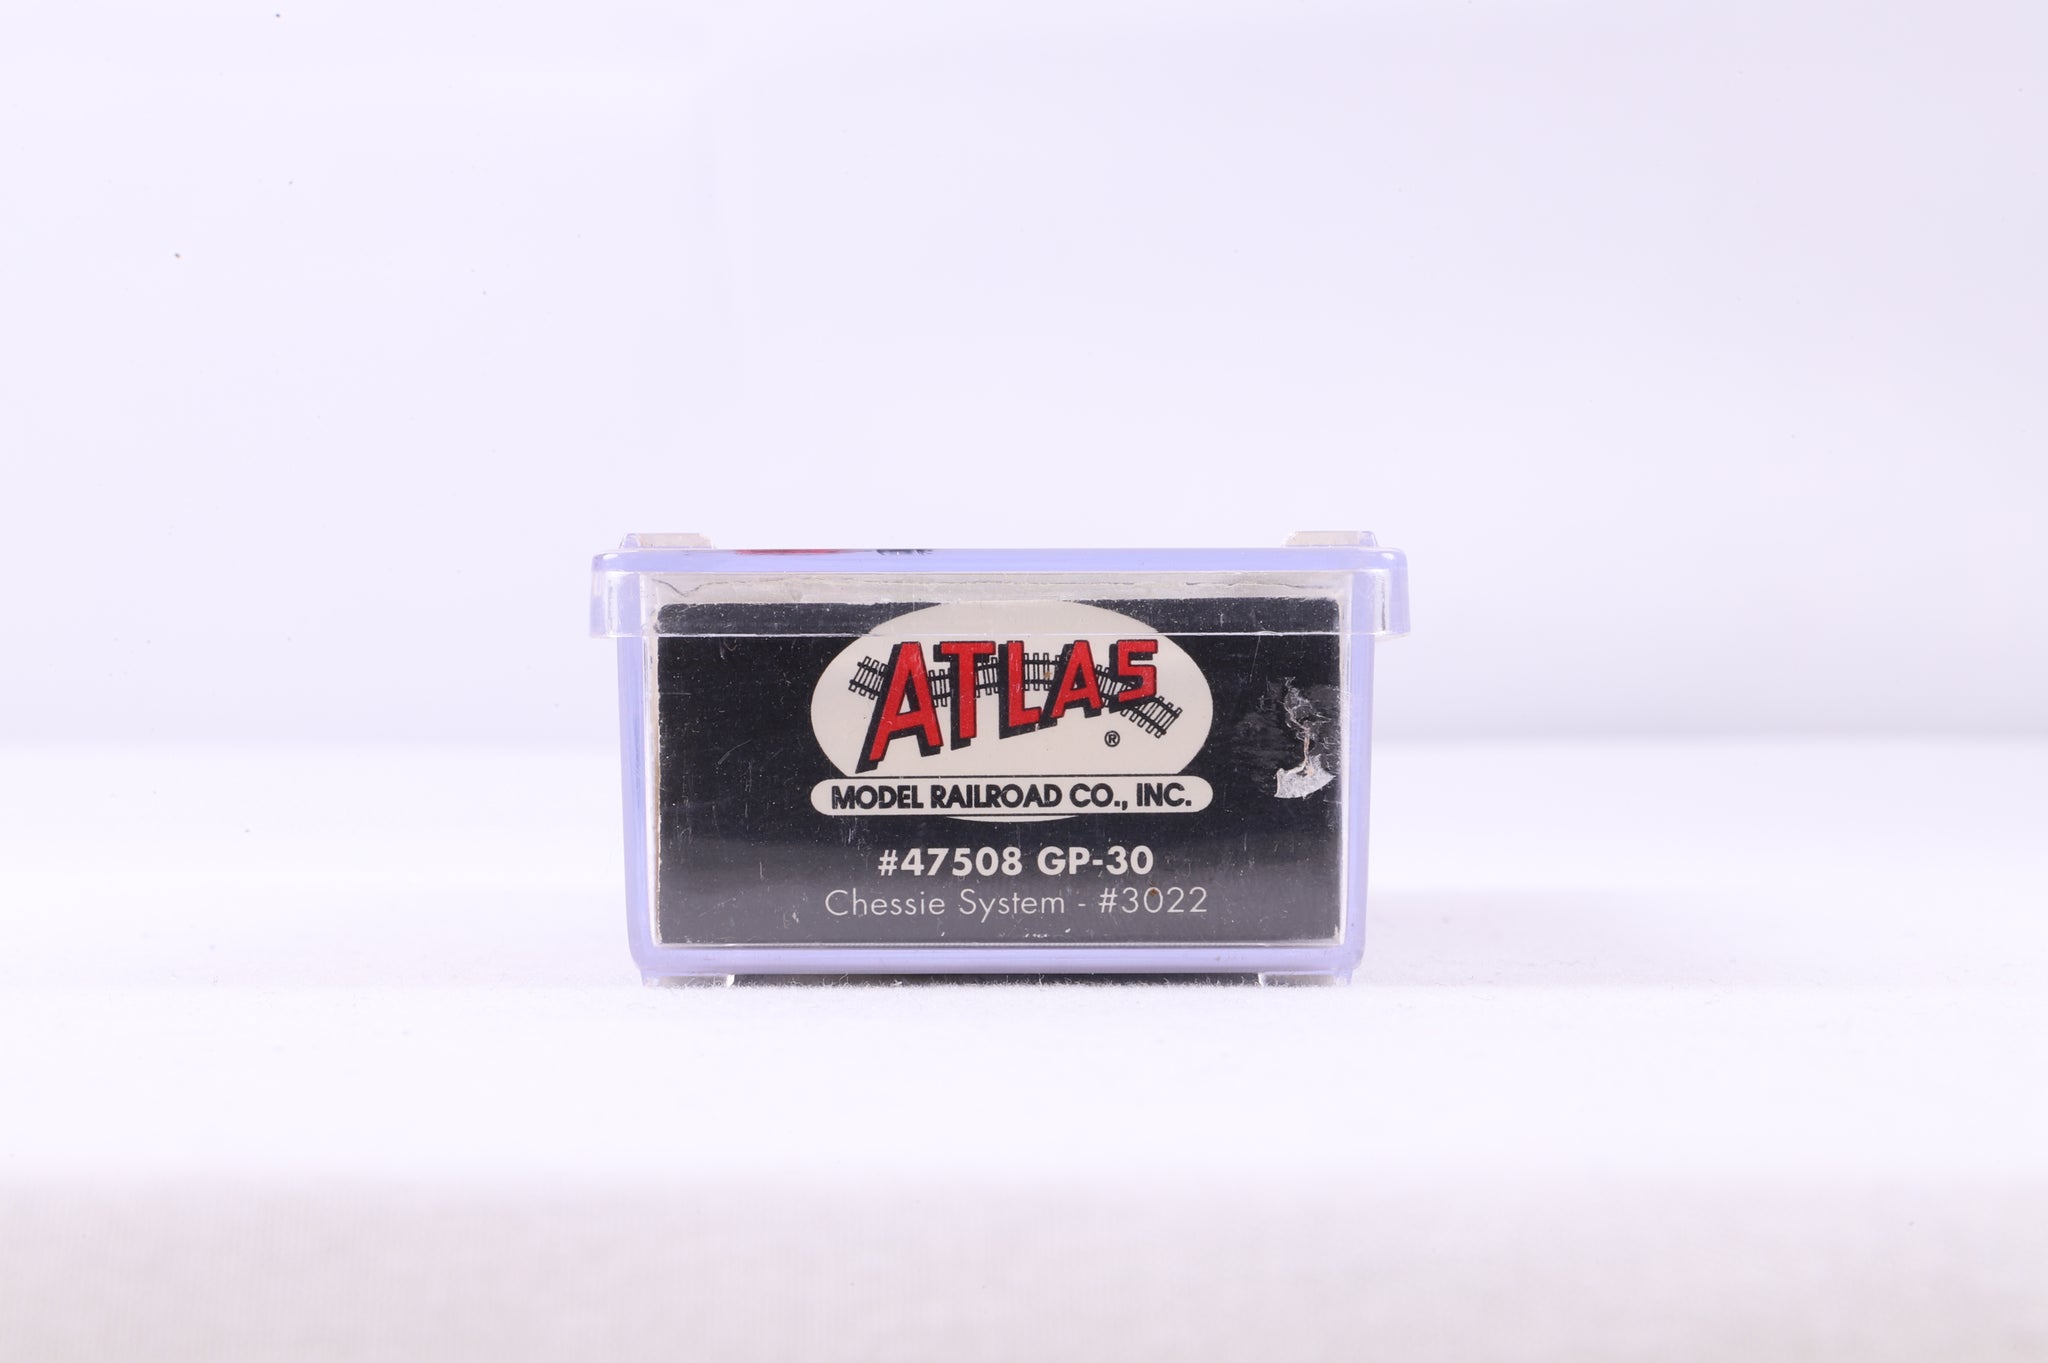 ATLAS ®
MODEL RAILROAD CO., INC.
#47508 GP-30
Chessie System - #3022